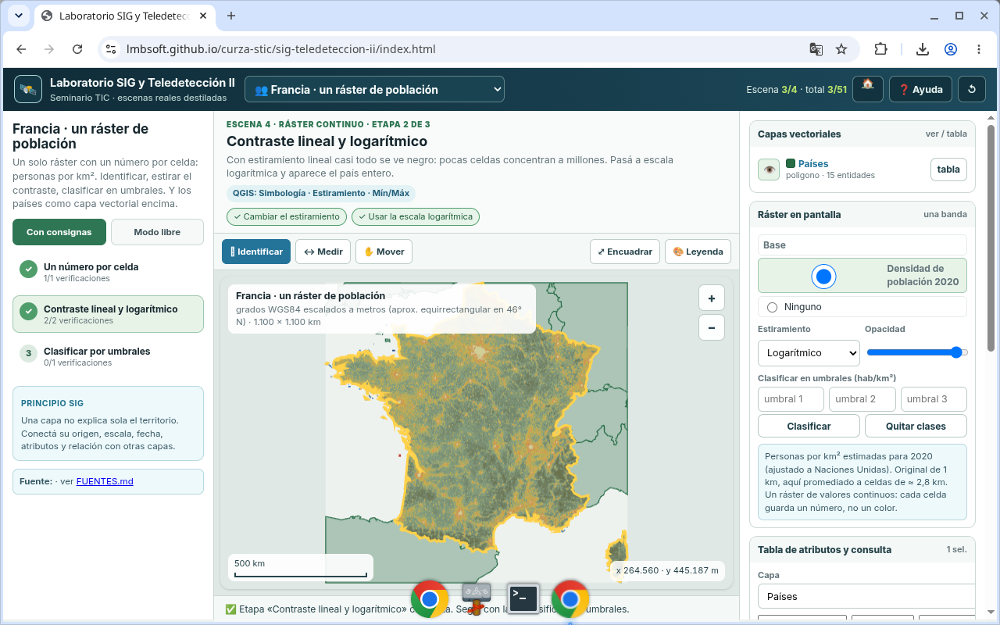 Laboratorio SIG y Teledetecc
lmbsoft.github.io/curza-stic/sig-teledeteccion-ii/index.html
Laboratorio SIG y Teledetección II
Seminario TIC · escenas reales destiladas
Francia · un ráster de población
Escena 3/4 · total 3/51
Ayuda
Francia · un ráster de
población
Un solo ráster con un número por celda:
personas por km². Identificar, estirar el
contraste, clasificar en umbrales. Y los
países como capa vectorial encima.
Con consignas
Modo libre
Un número por celda
1/1 verificaciones
Contraste lineal y logarítmico
2/2 verificaciones
3
Clasificar por umbrales
0/1 verificaciones
PRINCIPIO SIG
Una capa no explica sola el territorio.
Conectá su origen, escala, fecha,
atributos y relación con otras capas.
Fuente: · ver FUENTES.md
ESCENA 4 · RÁSTER CONTINUO · ETAPA 2 DE 3
Contraste lineal y logarítmico
Con estiramiento lineal casi todo se ve negro: pocas celdas concentran a millones. Pasá a escala
logarítmica y aparece el país entero.
QGIS: Simbología · Estiramiento · Mín/Máx
✓ Cambiar el estiramiento
✓ Usar la escala logarítmica
Identificar
↔ Medir
Mover
Encuadrar
Leyenda
Francia · un ráster de población
grados WGS84 escalados a metros (aprox. equirrectangular en 46°
N) · 1.100 × 1.100 km
+
−
500 km
x 264.560 · y 445.187 m
Etapa «Contraste lineal y logarítmico»
umbrales.
Capas vectoriales
ver / tabla
Países
poligono · 15 entidades
tabla
Ráster en pantalla
una banda
Base
Densidad de
población 2020
Ninguno
Estiramiento
Opacidad
Logarítmico
Clasificar en umbrales (hab/km²)
umbral 1
umbral 2
umbral 3
Clasificar
Quitar clases
Personas por km² estimadas para 2020
(ajustado a Naciones Unidas). Original de 1
km, aquí promediado a celdas de ≈ 2,8 km.
Un ráster de valores continuos: cada celda
guarda un número, no un color.
Tabla de atributos y consulta
1 sel.
Capa
Países